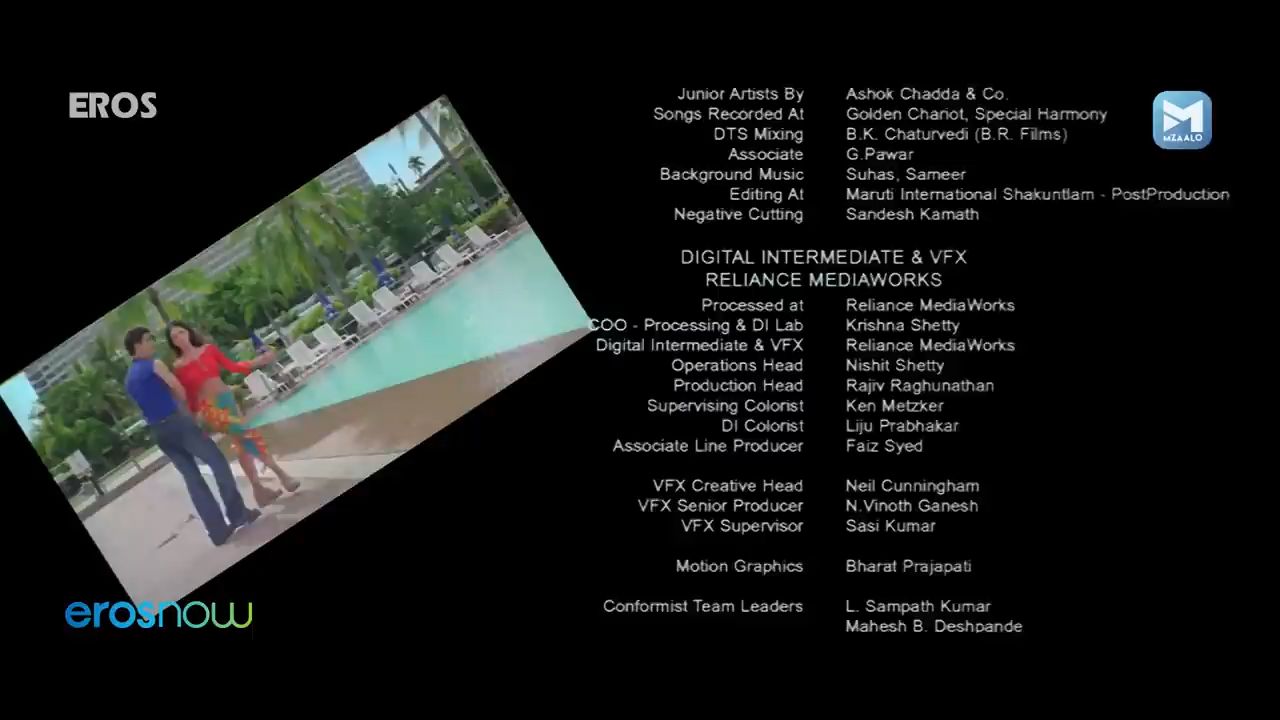 EROS
MZAALO
Junior Artists By Ashok Chadda & Co.
Songs Recorded At Golden Chariot, Special Harmony
DTS Mixing B.K. Chaturvedi (B.R. Films)
Associate G.Pawar
Background Music Suhas, Sameer
Editing At Maruti International Shakuntlam - PostProduction
Negative Cutting Sandesh Kamath
DIGITAL INTERMEDIATE & VFX
RELIANCE MEDIAWORKS
Processed at Reliance MediaWorks
COO - Processing & DI Lab Krishna Shetty
Digital Intermediate & VFX Reliance MediaWorks
Operations Head Nishit Shetty
Production Head Rajiv Raghunathan
Supervising Colorist Ken Metzker
DI Colorist Liju Prabhakar
Associate Line Producer Faiz Syed
VFX Creative Head Neil Cunningham
VFX Senior Producer N.Vinoth Ganesh
VFX Supervisor Sasi Kumar
Motion Graphics Bharat Prajapati
Conformist Team Leaders L. Sampath Kumar
Mahesh B. Deshpande
erosnow